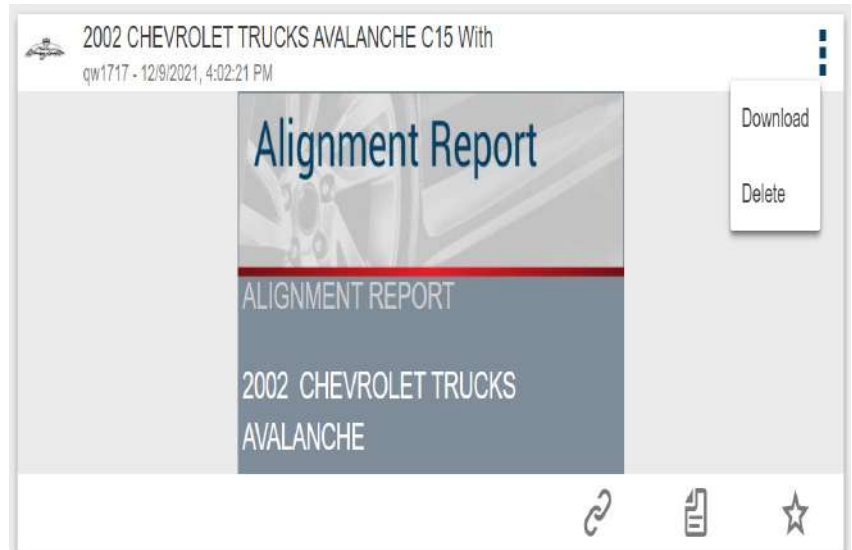 2002 CHEVROLET TRUCKS AVALANCHE C15 With
qw1717 - 12/9/2021, 4:02:21 PM
Download
Delete
Alignment Report
ALIGNMENT REPORT
2002 CHEVROLET TRUCKS
AVALANCHE